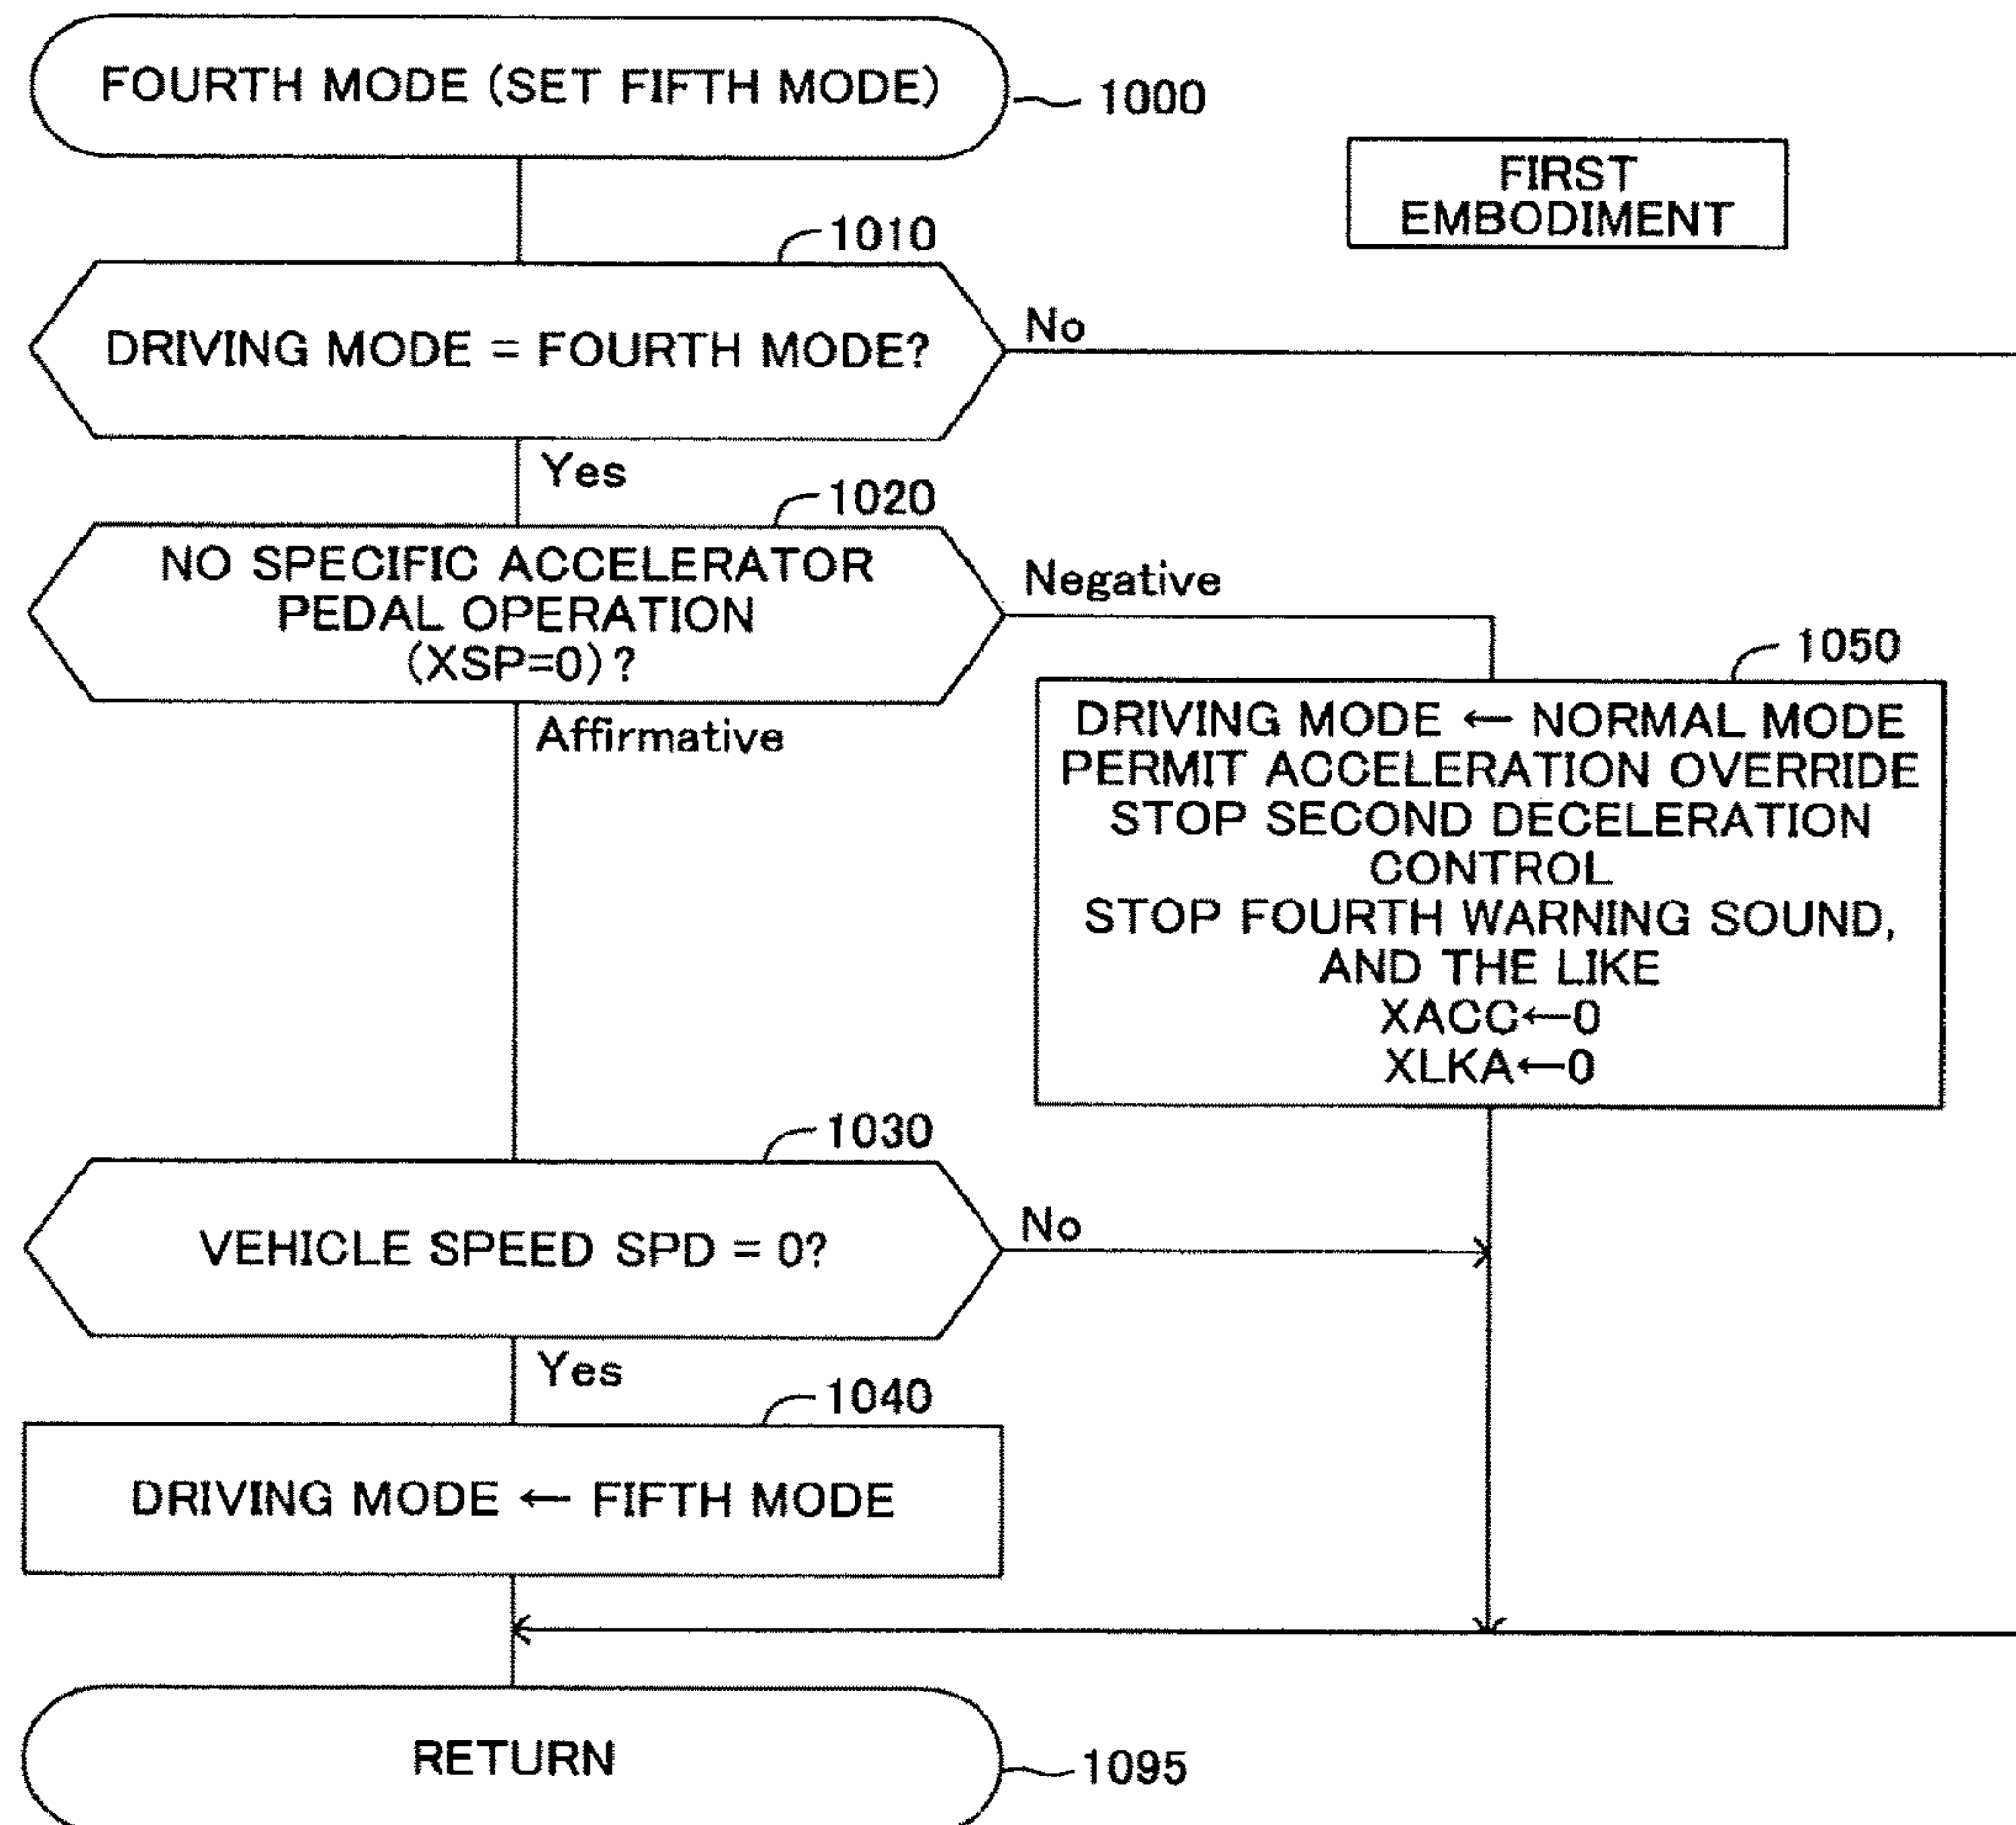 FOURTH MODE (SET FIFTH MODE)
1000
FIRST
EMBODIMENT
1010
DRIVING MODE = FOURTH MODE?
No
Yes
1020
NO SPECIFIC ACCELERATOR
PEDAL OPERATION
(XSP=0)?
Negative
Affirmative
1050
DRIVING MODE ← NORMAL MODE
PERMIT ACCELERATION OVERRIDE
STOP SECOND DECELERATION
CONTROL
STOP FOURTH WARNING SOUND,
AND THE LIKE
XACC←0
XLKA←0
1030
VEHICLE SPEED SPD = 0?
No
Yes
1040
DRIVING MODE ← FIFTH MODE
RETURN
1095